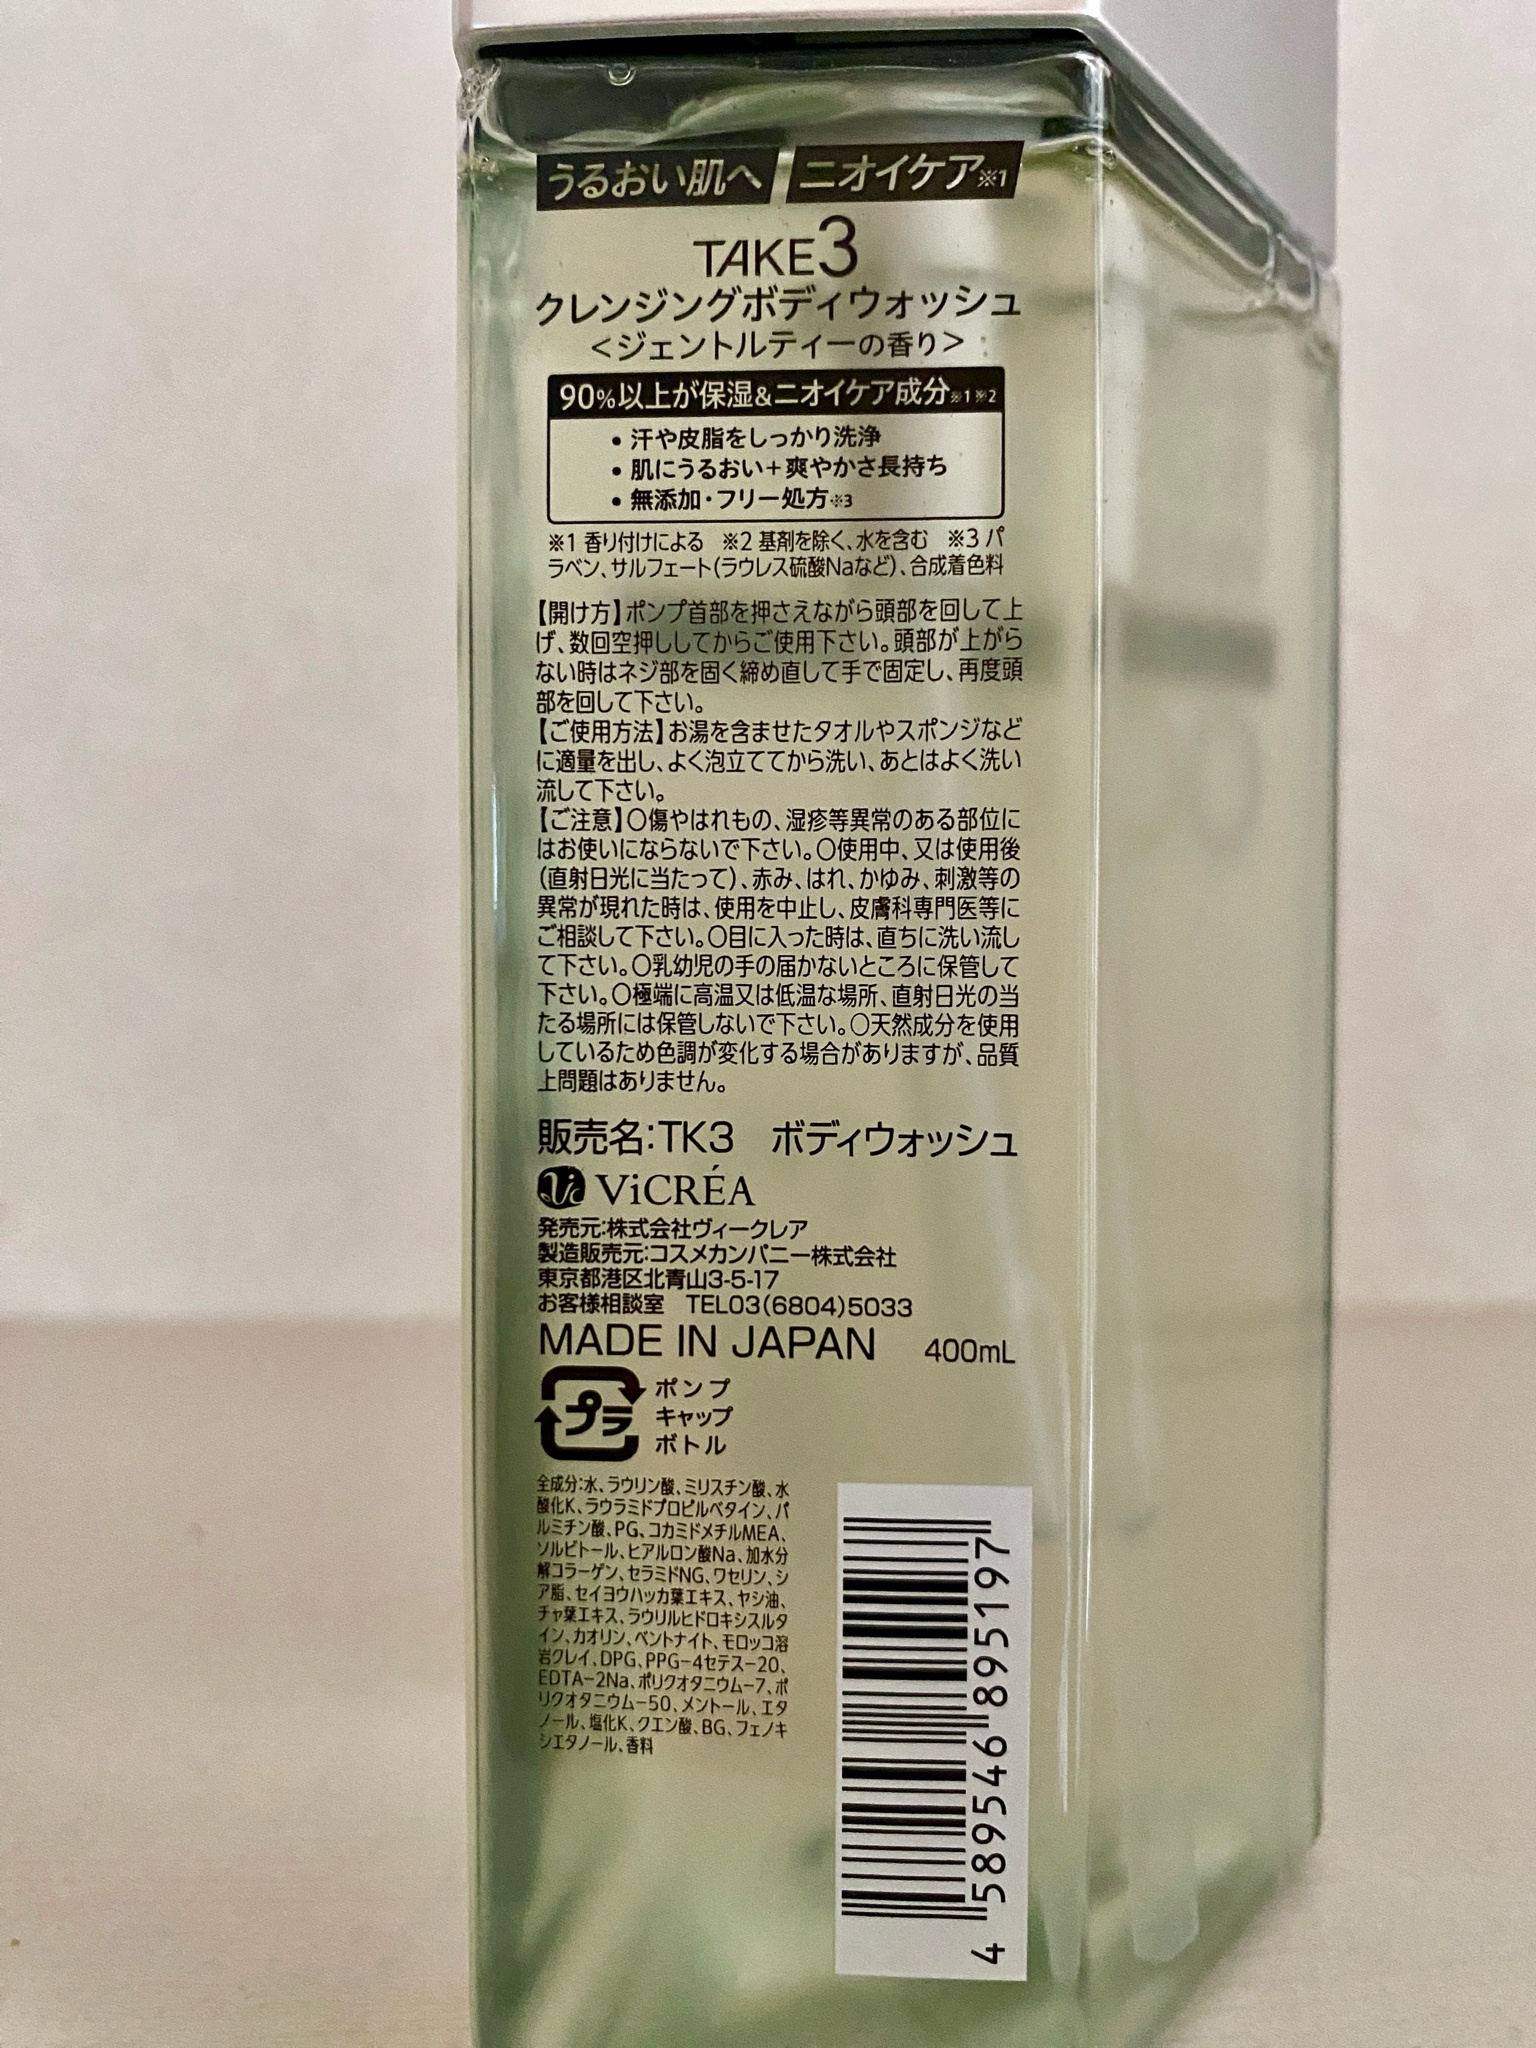 うるおい肌へ ニオイケア※1
TAKE3
クレンジングボディウォッシュ
<ジェントルティーの香り>
90%以上が保湿&ニオイケア成分※1※2
• 汗や皮脂をしっかり洗浄
• 肌にうるおい+爽やかさ長持ち
• 無添加・フリー処方※3
※1 香り付けによる ※2 基剤を除く、水を含む ※3 パ
ラベン、サルフェート(ラウレス硫酸Naなど)、合成着色料
【開け方】ポンプ首部を押さえながら頭部を回して上
げ、数回空押ししてからご使用下さい。頭部が上がら
ない時はネジ部を固く締め直して手で固定し、再度頭
部を回して下さい。
【ご使用方法】お湯を含ませたタオルやスポンジなど
に適量を出し、よく泡立ててから洗い、あとはよく洗い
流して下さい。
【ご注意】〇傷やはれもの、湿疹等異常のある部位に
はお使いにならないで下さい。〇使用中、又は使用後
(直射日光に当たって)、赤み、はれ、かゆみ、刺激等の
異常が現れた時は、使用を中止し、皮膚科専門医等に
ご相談して下さい。〇目に入った時は、直ちに洗い流し
て下さい。〇乳幼児の手の届かないところに保管して
下さい。〇極端に高温又は低温な場所、直射日光の当
たる場所には保管しないで下さい。〇天然成分を使用
しているため色調が変化する場合がありますが、品質
上問題はありません。
販売名:TK3 ボディウォッシュ
Vic ViCRÉA
発売元:株式会社ヴィークレア
製造販売元:コスメカンパニー株式会社
東京都港区北青山3-5-17
お客様相談室 TEL03(6804)5033
MADE IN JAPAN 400mL
プラ
ポンプ
キャップ
ボトル
全成分:水、ラウリン酸、ミリスチン酸、水
酸化K、ラウラミドプロピルベタイン、パ
ルミチン酸、PG、コカミドメチルMEA、
ソルビトール、ヒアルロン酸Na、加水分
解コラーゲン、セラミドNG、ワセリン、シ
ア脂、セイヨウハッカ葉エキス、ヤシ油、
チャ葉エキス、ラウリルヒドロキシスルタ
イン、カオリン、ベントナイト、モロッコ溶
岩クレイ、DPG、PPG-4セテス-20、
EDTA-2Na、ポリクオタニウム-7、ポ
リクオタニウム-50、メントール、エタ
ノール、塩化K、クエン酸、BG、フェノキ
シエタノール、香料
4 589546 895197